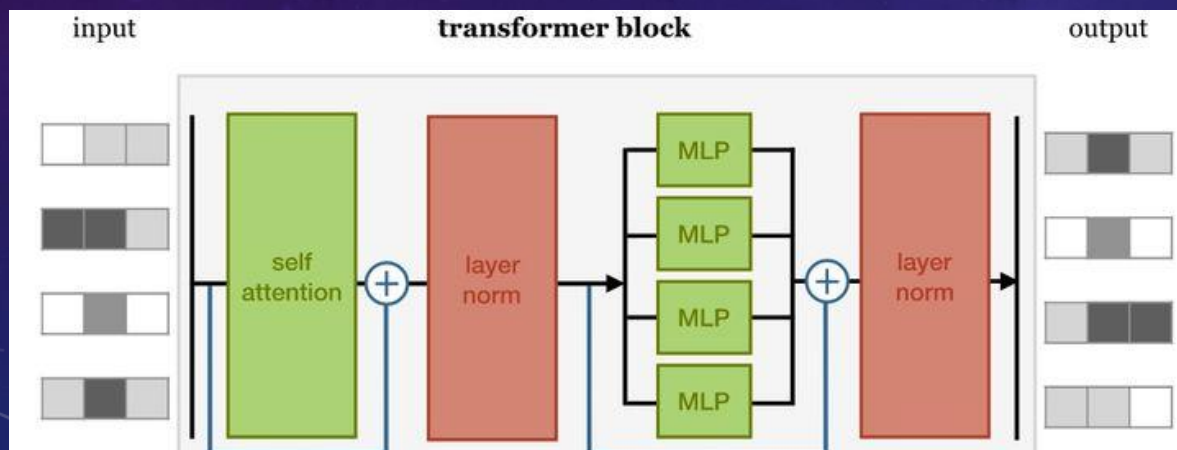 input
transformer block
output
self
attention
layer
norm
MLP
MLP
MLP
MLP
layer
norm